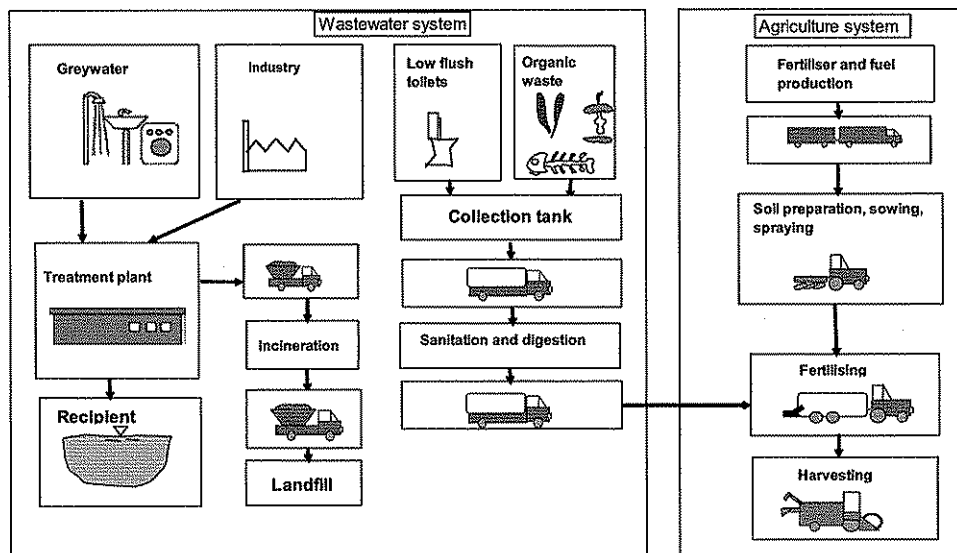 Wastewater system
Greywater
Industry
Low flush
toilets
Organic
waste
Collection tank
Treatment plant
Incineration
Sanitation and digestion
Recipient
Landfill
Agriculture system
Fertiliser and fuel
production
Soil preparation, sowing,
spraying
Fertilising
Harvesting